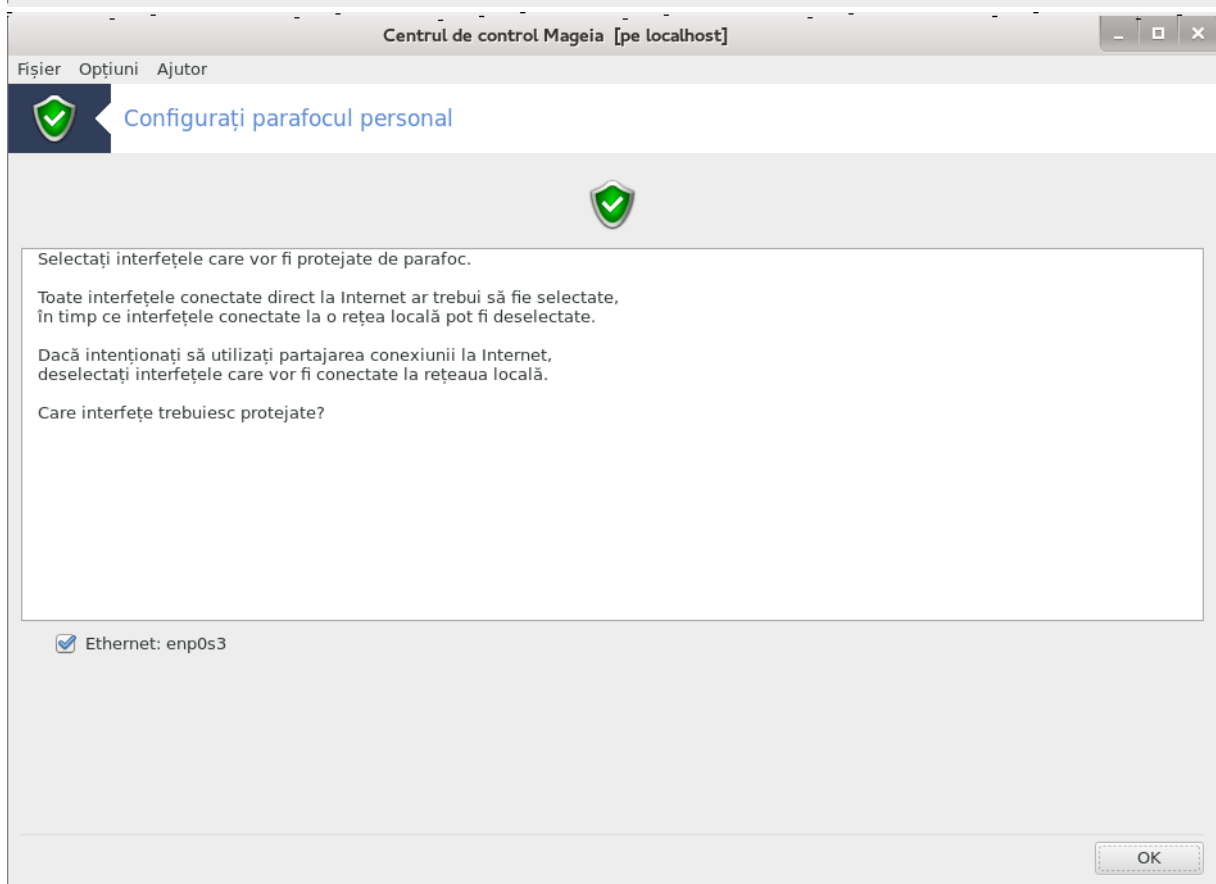 Centrul de control Mageia [pe localhost]
Fișier Opțiuni Ajutor
Configurați parafocul personal
Selectați interfețele care vor fi protejate de parafoc.
Toate interfețele conectate direct la Internet ar trebui să fie selectate,
în timp ce interfețele conectate la o rețea locală pot fi deselectate.
Dacă intenționați să utilizați partajarea conexiunii la Internet,
deselectați interfețele care vor fi conectate la rețeaua locală.
Care interfețe trebuiesc protejate?
Ethernet: enp0s3
OK